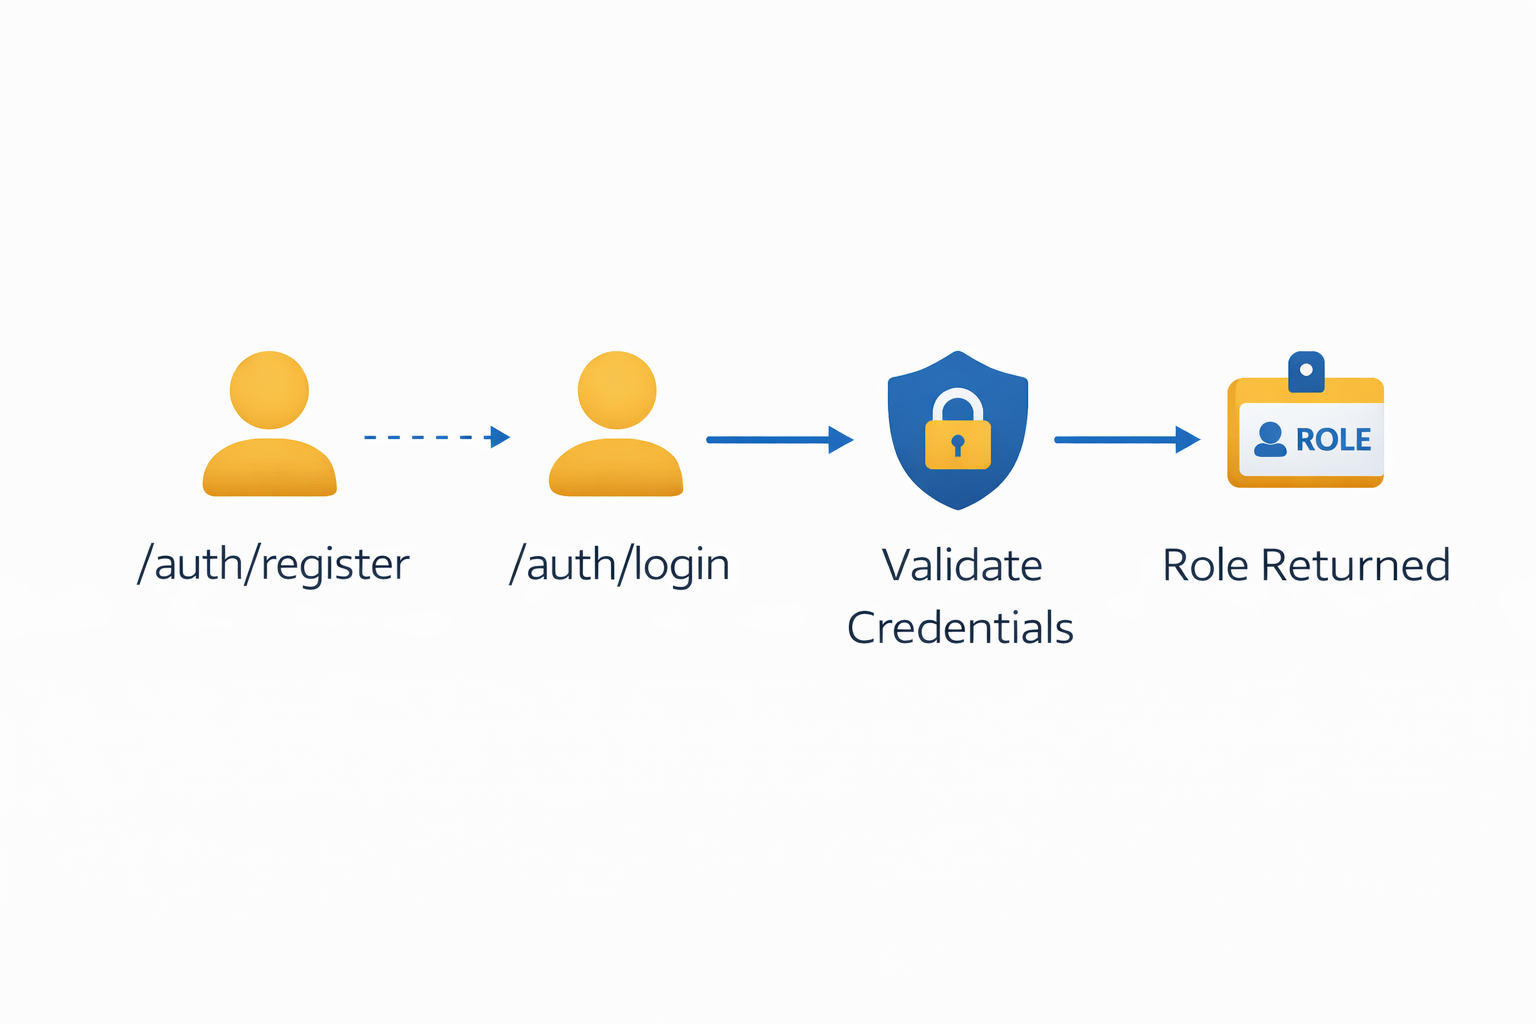 ROLE
/auth/register
/auth/login
Validate
Credentials
Role Returned